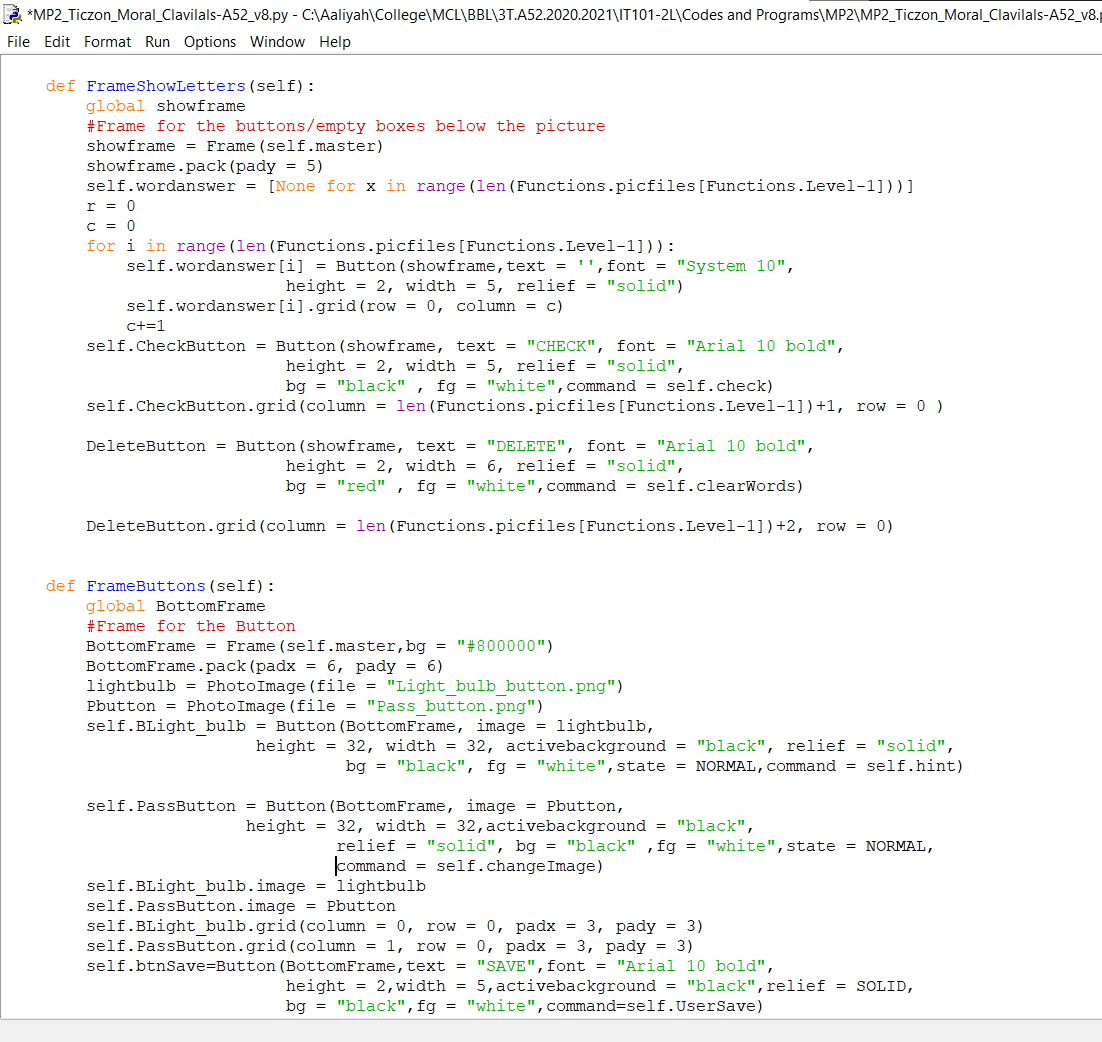 *MP2_Ticzon_Moral_Clavilals-A52_v8.py - C:\Aaliyah\College\MCL\BBL\3T.A52.2020.2021\IT101-2L\Codes and Programs\MP2\MP2_Ticzon_Moral_Clavilals-A52_v8.p
File Edit Format Run Options Window Help
    def FrameShowLetters(self):
        global showframe
        #Frame for the buttons/empty boxes below the picture
        showframe = Frame(self.master)
        showframe.pack(pady = 5)
        self.wordanswer = [None for x in range(len(Functions.picfiles[Functions.Level-1]))]
        r = 0
        c = 0
        for i in range(len(Functions.picfiles[Functions.Level-1])):
            self.wordanswer[i] = Button(showframe,text = '',font = "System 10",
                            height = 2, width = 5, relief = "solid")
            self.wordanswer[i].grid(row = 0, column = c)
            c+=1
        self.CheckButton = Button(showframe, text = "CHECK", font = "Arial 10 bold",
                            height = 2, width = 5, relief = "solid",
                            bg = "black" , fg = "white",command = self.check)
        self.CheckButton.grid(column = len(Functions.picfiles[Functions.Level-1])+1, row = 0 )

        DeleteButton = Button(showframe, text = "DELETE", font = "Arial 10 bold",
                            height = 2, width = 6, relief = "solid",
                            bg = "red" , fg = "white",command = self.clearWords)

        DeleteButton.grid(column = len(Functions.picfiles[Functions.Level-1])+2, row = 0)


    def FrameButtons(self):
        global BottomFrame
        #Frame for the Button
        BottomFrame = Frame(self.master,bg = "#800000")
        BottomFrame.pack(padx = 6, pady = 6)
        lightbulb = PhotoImage(file = "Light_bulb_button.png")
        Pbutton = PhotoImage(file = "Pass_button.png")
        self.BLight_bulb = Button(BottomFrame, image = lightbulb,
                         height = 32, width = 32, activebackground = "black", relief = "solid",
                                  bg = "black", fg = "white",state = NORMAL,command = self.hint)

        self.PassButton = Button(BottomFrame, image = Pbutton,
                        height = 32, width = 32,activebackground = "black",
                                 relief = "solid", bg = "black" ,fg = "white",state = NORMAL,
                                 command = self.changeImage)
        self.BLight_bulb.image = lightbulb
        self.PassButton.image = Pbutton
        self.BLight_bulb.grid(column = 0, row = 0, padx = 3, pady = 3)
        self.PassButton.grid(column = 1, row = 0, padx = 3, pady = 3)
        self.btnSave=Button(BottomFrame,text = "SAVE",font = "Arial 10 bold",
                            height = 2,width = 5,activebackground = "black",relief = SOLID,
                            bg = "black",fg = "white",command=self.UserSave)